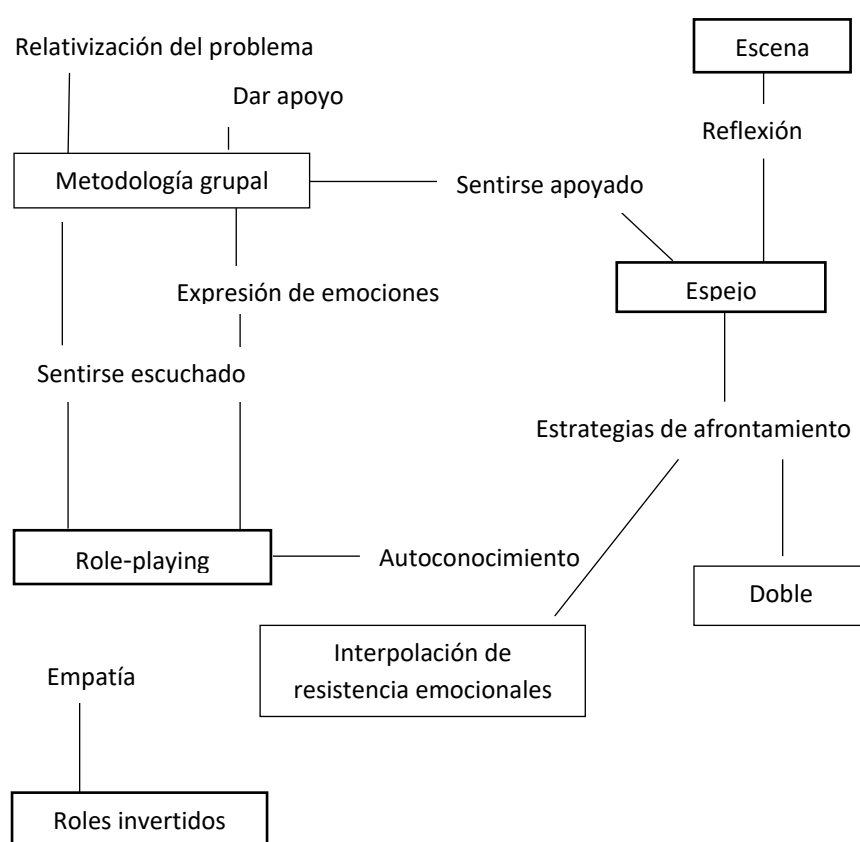 Relativización del problema
Escena
Dar apoyo
Reflexión
Metodología grupal
Sentirse apoyado
Espejo
Expresión de emociones
Sentirse escuchado
Estrategias de afrontamiento
Role-playing
Autoconocimiento
Doble
Interpolación de
resistencia emocionales
Empatía
Roles invertidos